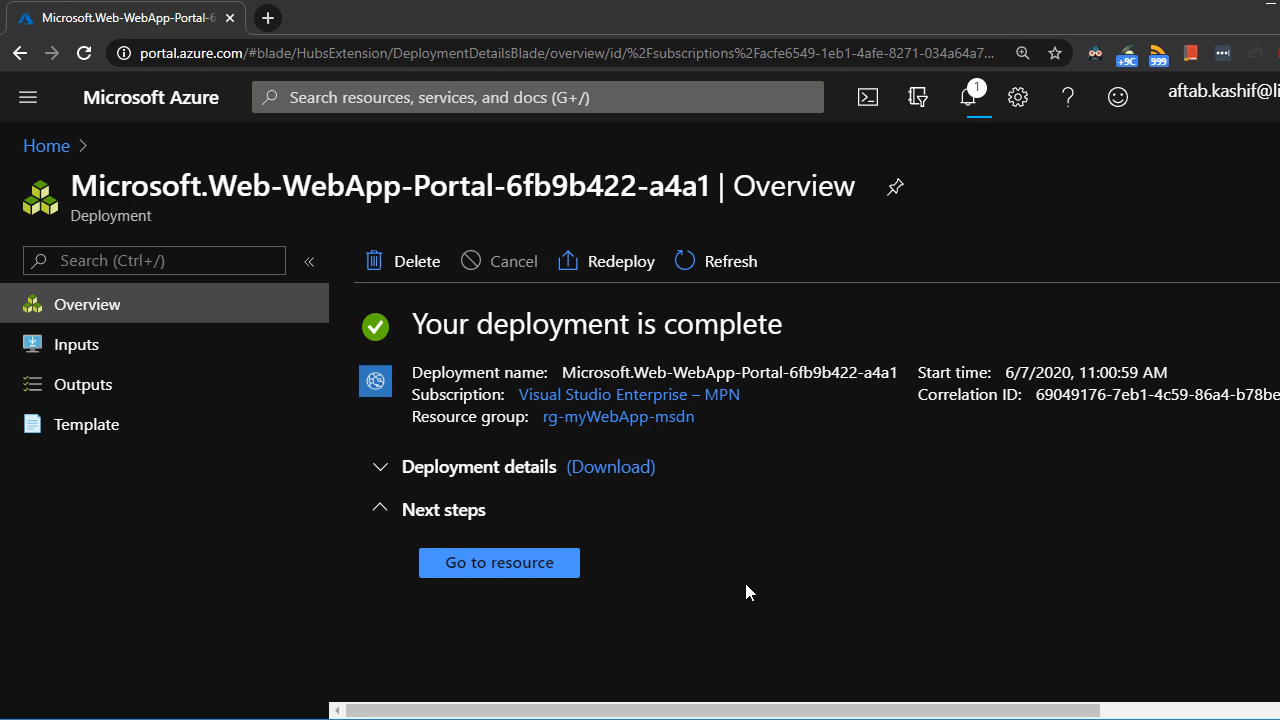 Microsoft.Web-WebApp-Portal-6
portal.azure.com/#blade/HubsExtension/DeploymentDetailsBlade/overview/id/%2Fsubscriptions%2Facfe6549-1eb1-4afe-8271-034a64a7...
+9C
999
Microsoft Azure
Search resources, services, and docs (G+/)
1
aftab.kashif@li
Home
Microsoft.Web-WebApp-Portal-6fb9b422-a4a1 | Overview
Deployment
Search (Ctrl+/)
«
Delete
Cancel
Redeploy
Refresh
Overview
Inputs
Outputs
Template
Your deployment is complete
Deployment name: Microsoft.Web-WebApp-Portal-6fb9b422-a4a1
Subscription: Visual Studio Enterprise – MPN
Resource group: rg-myWebApp-msdn
Start time: 6/7/2020, 11:00:59 AM
Correlation ID: 69049176-7eb1-4c59-86a4-b78be
Deployment details (Download)
Next steps
Go to resource